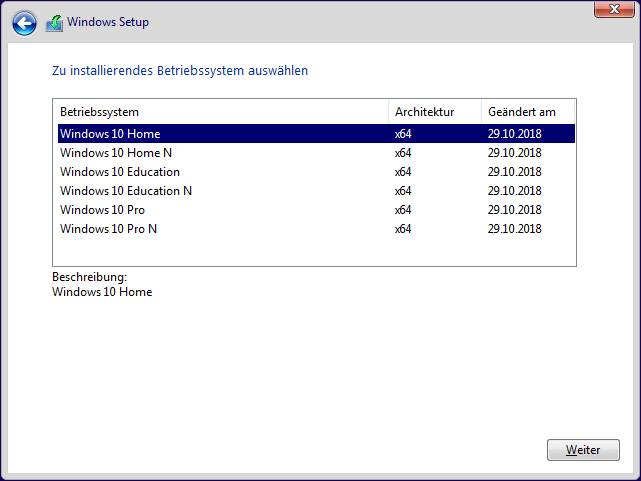 Windows Setup
Zu installierendes Betriebssystem auswählen
Betriebssystem Architektur Geändert am
Windows 10 Home x64 29.10.2018
Windows 10 Home N x64 29.10.2018
Windows 10 Education x64 29.10.2018
Windows 10 Education N x64 29.10.2018
Windows 10 Pro x64 29.10.2018
Windows 10 Pro N x64 29.10.2018
Beschreibung:
Windows 10 Home
Weiter